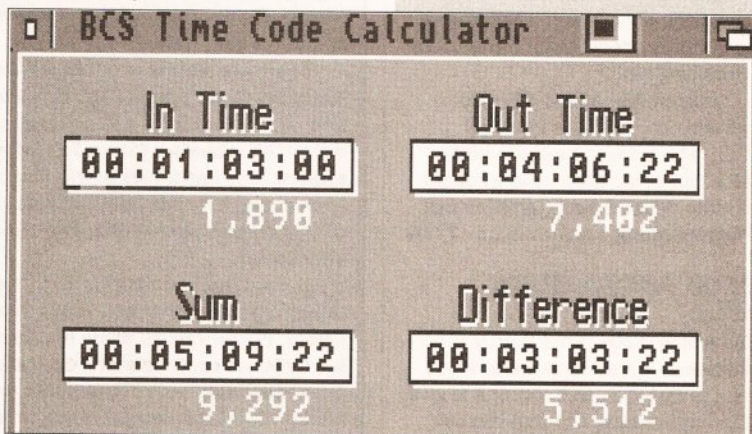 BCS Time Code Calculator
In Time
00:01:03:00
1,890
Out Time
00:04:06:22
7,402
Sum
00:05:09:22
9,292
Difference
00:03:03:22
5,512